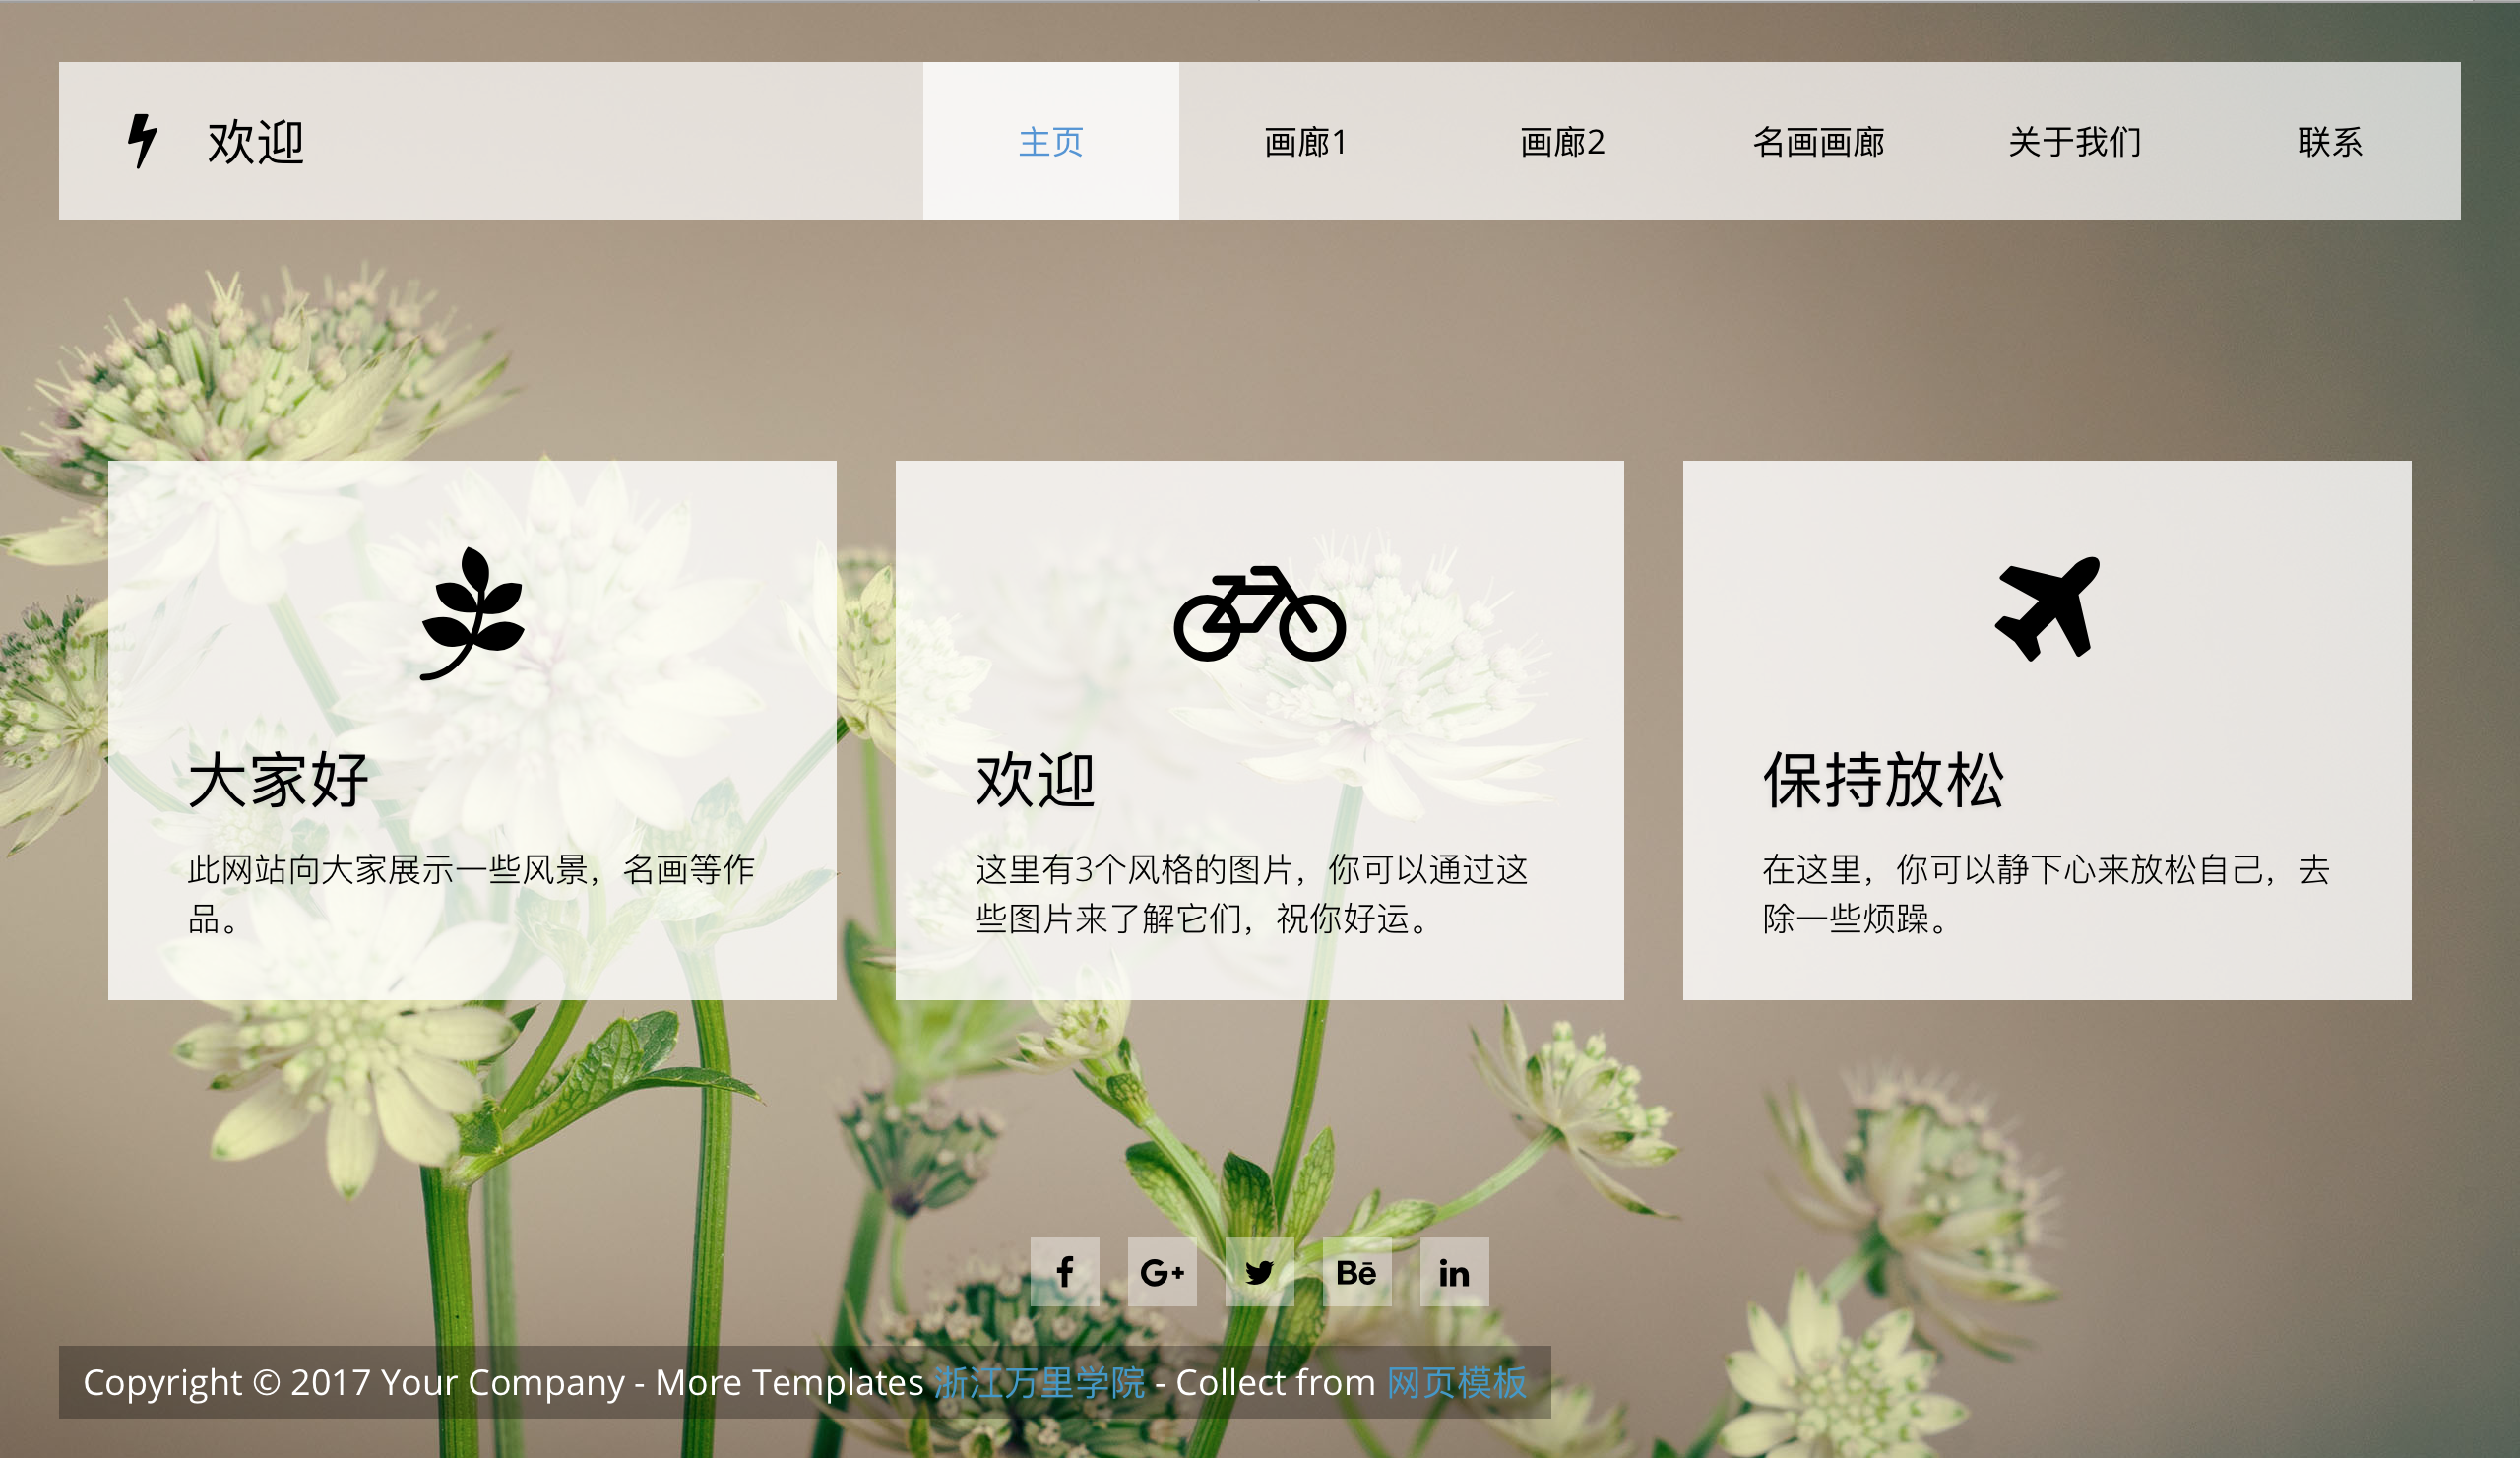 欢迎
主页
画廊1
画廊2
名画画廊
关于我们
联系
大家好
此网站向大家展示一些风景，名画等作
品。
欢迎
这里有3个风格的图片，你可以通过这
些图片来了解它们，祝你好运。
保持放松
在这里，你可以静下心来放松自己，去
除一些烦躁。
f G+ Bē in
Copyright © 2017 Your Company - More Templates 浙江万里学院 - Collect from 网页模板